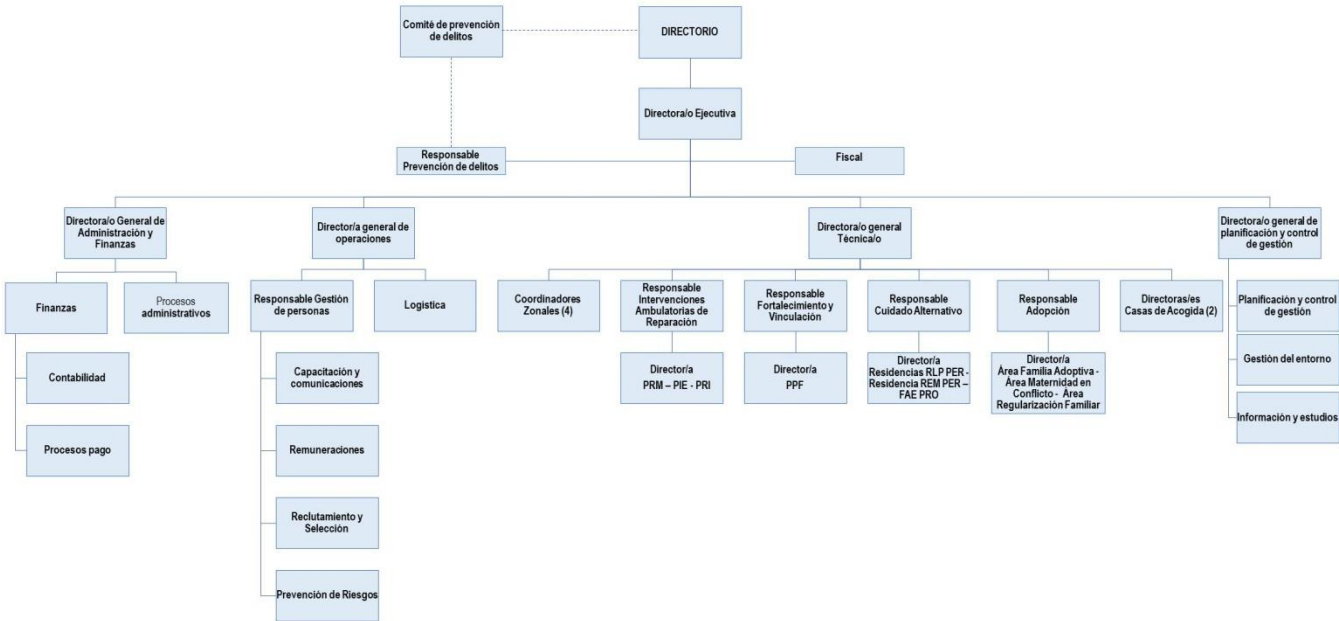 Comité de prevención
de delitos
DIRECTORIO
Directora/o Ejecutiva
Responsable
Prevención de delitos
Fiscal
Directora/o General de
Administración y
Finanzas
Director/a general de
operaciones
Directora/o general
Técnica/o
Directora/o general de
planificación y control
de gestión
Finanzas
Procesos
administrativos
Responsable Gestión
de personas
Logística
Coordinadores
Zonales (4)
Responsable
Intervenciones
Ambulatorias de
Reparación
Responsable
Fortalecimiento y
Vinculación
Responsable
Cuidado Alternativo
Responsable
Adopción
Directoras/es
Casas de Acogida (2)
Planificación y control
de gestión
Contabilidad
Capacitación y
comunicaciones
Director/a
PRM – PIE - PRI
Director/a
PPF
Director/a
Residencias RLP PER -
Residencia REM PER –
FAE PRO
Director/a
Área Familia Adoptiva -
Área Maternidad en
Conflicto - Área
Regularización Familiar
Gestión del entorno
Procesos pago
Remuneraciones
Información y estudios
Reclutamiento y
Selección
Prevención de Riesgos